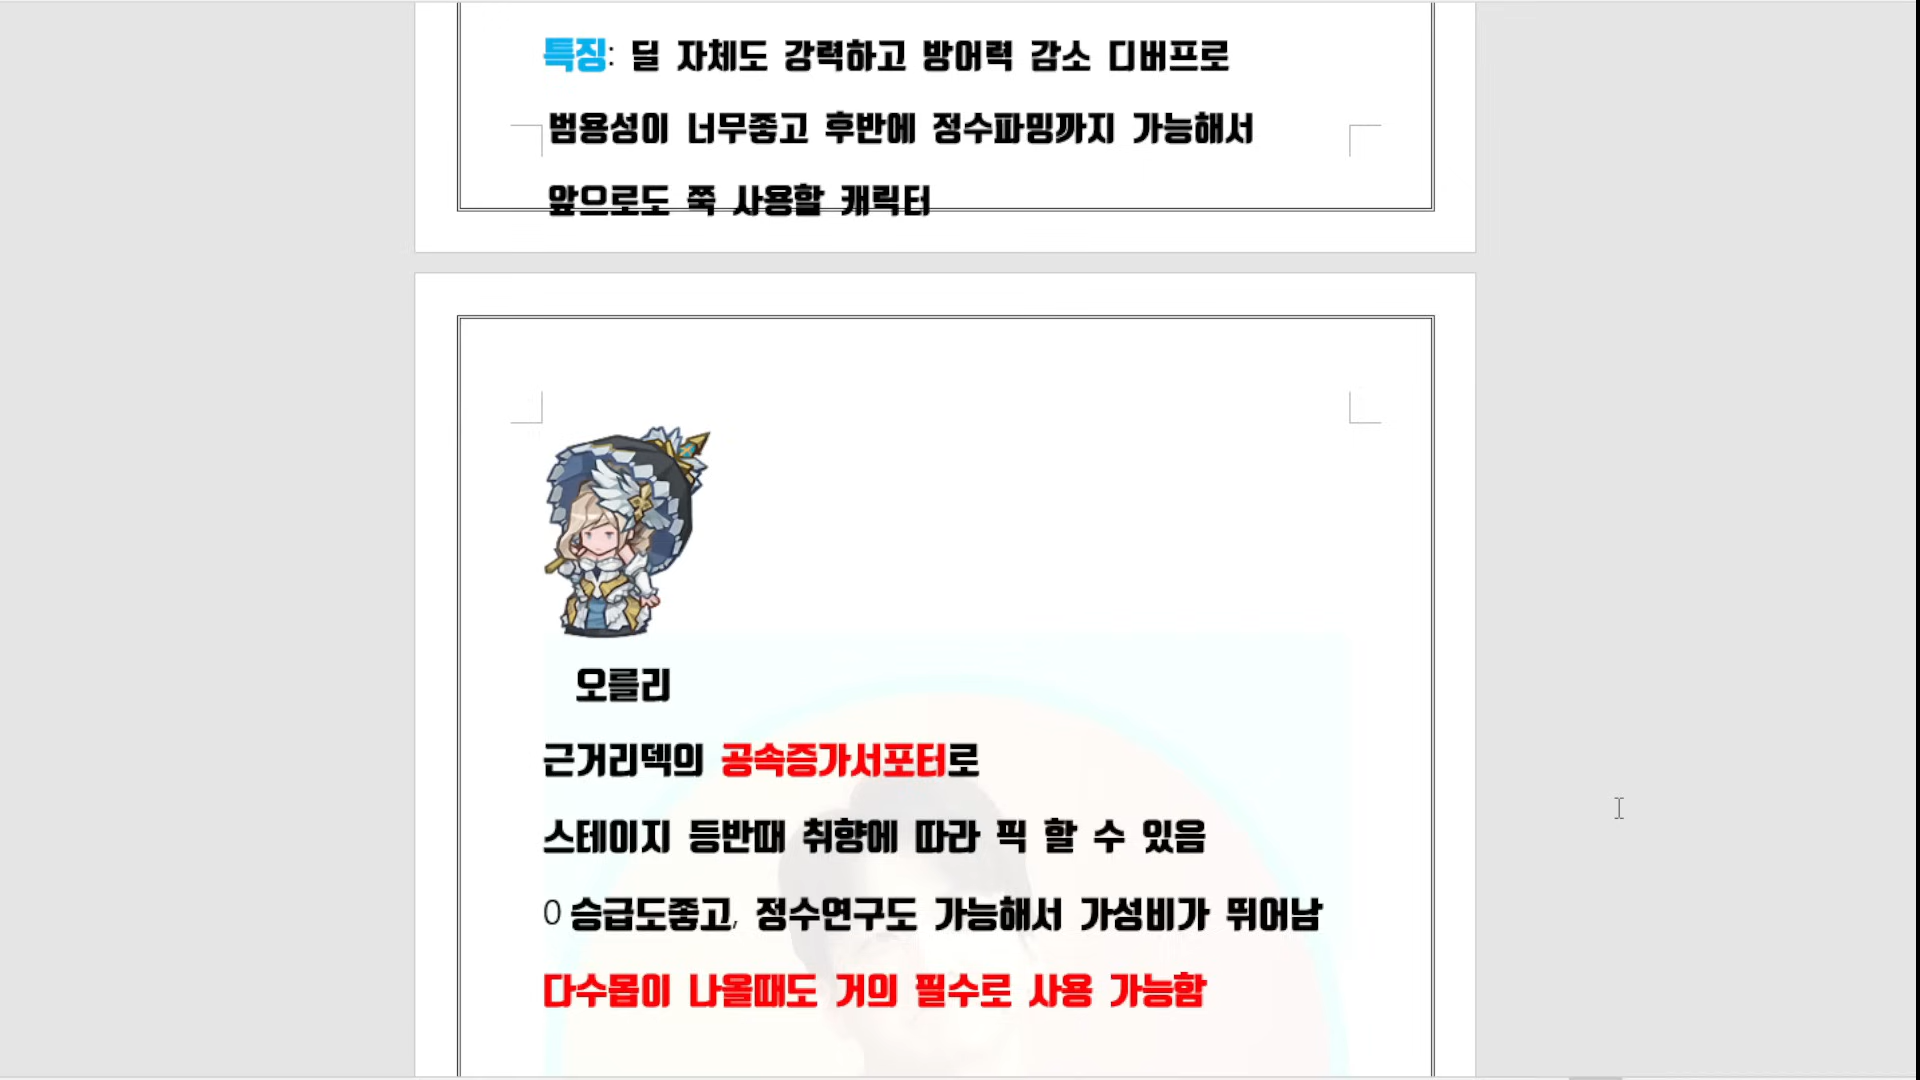 특징: 딜 자체도 강력하고 방어력 감소 디버프로
범용성이 너무좋고 후반에 정수파밍까지 가능해서
앞으로도 쭉 사용할 캐릭터
오를리
근거리덱의 공속증가서포터로
스테이지 등반때 취향에 따라 픽 할 수 있음
0승급도좋고, 정수연구도 가능해서 가성비가 뛰어남
다수몹이 나올때도 거의 필수로 사용 가능함